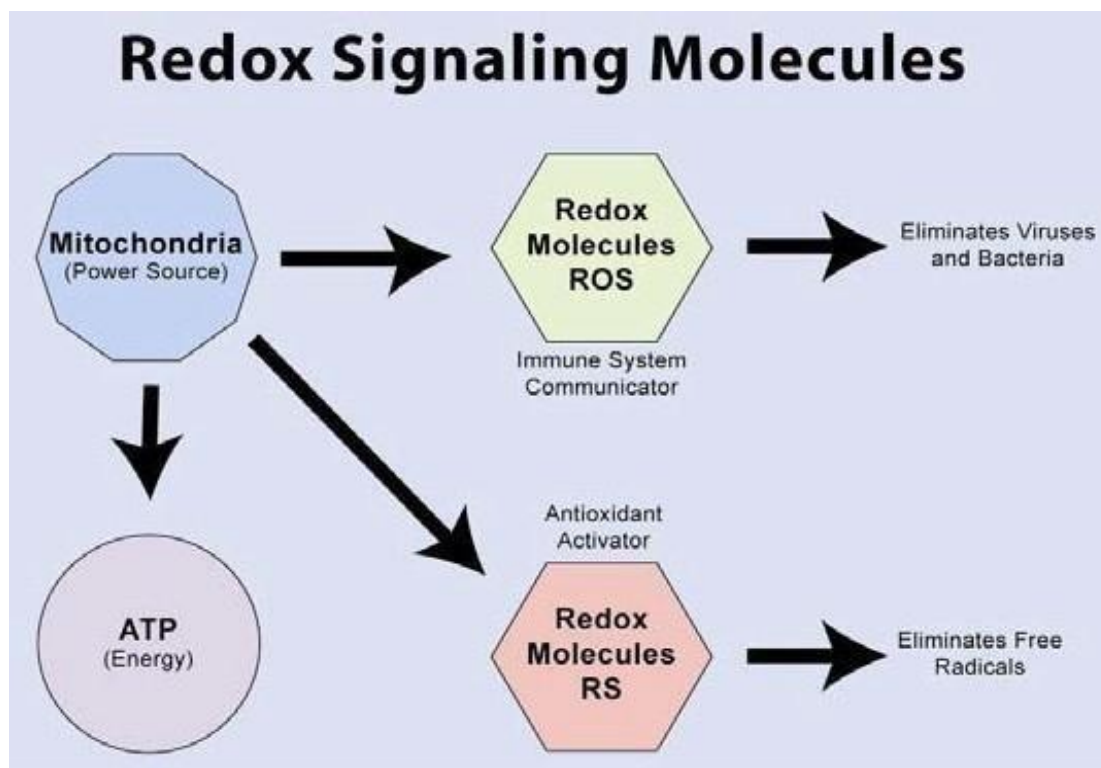 Redox Signaling Molecules
Mitochondria
(Power Source)
Redox
Molecules
ROS
Immune System
Communicator
Eliminates Viruses
and Bacteria
ATP
(Energy)
Antioxidant
Activator
Redox
Molecules
RS
Eliminates Free
Radicals